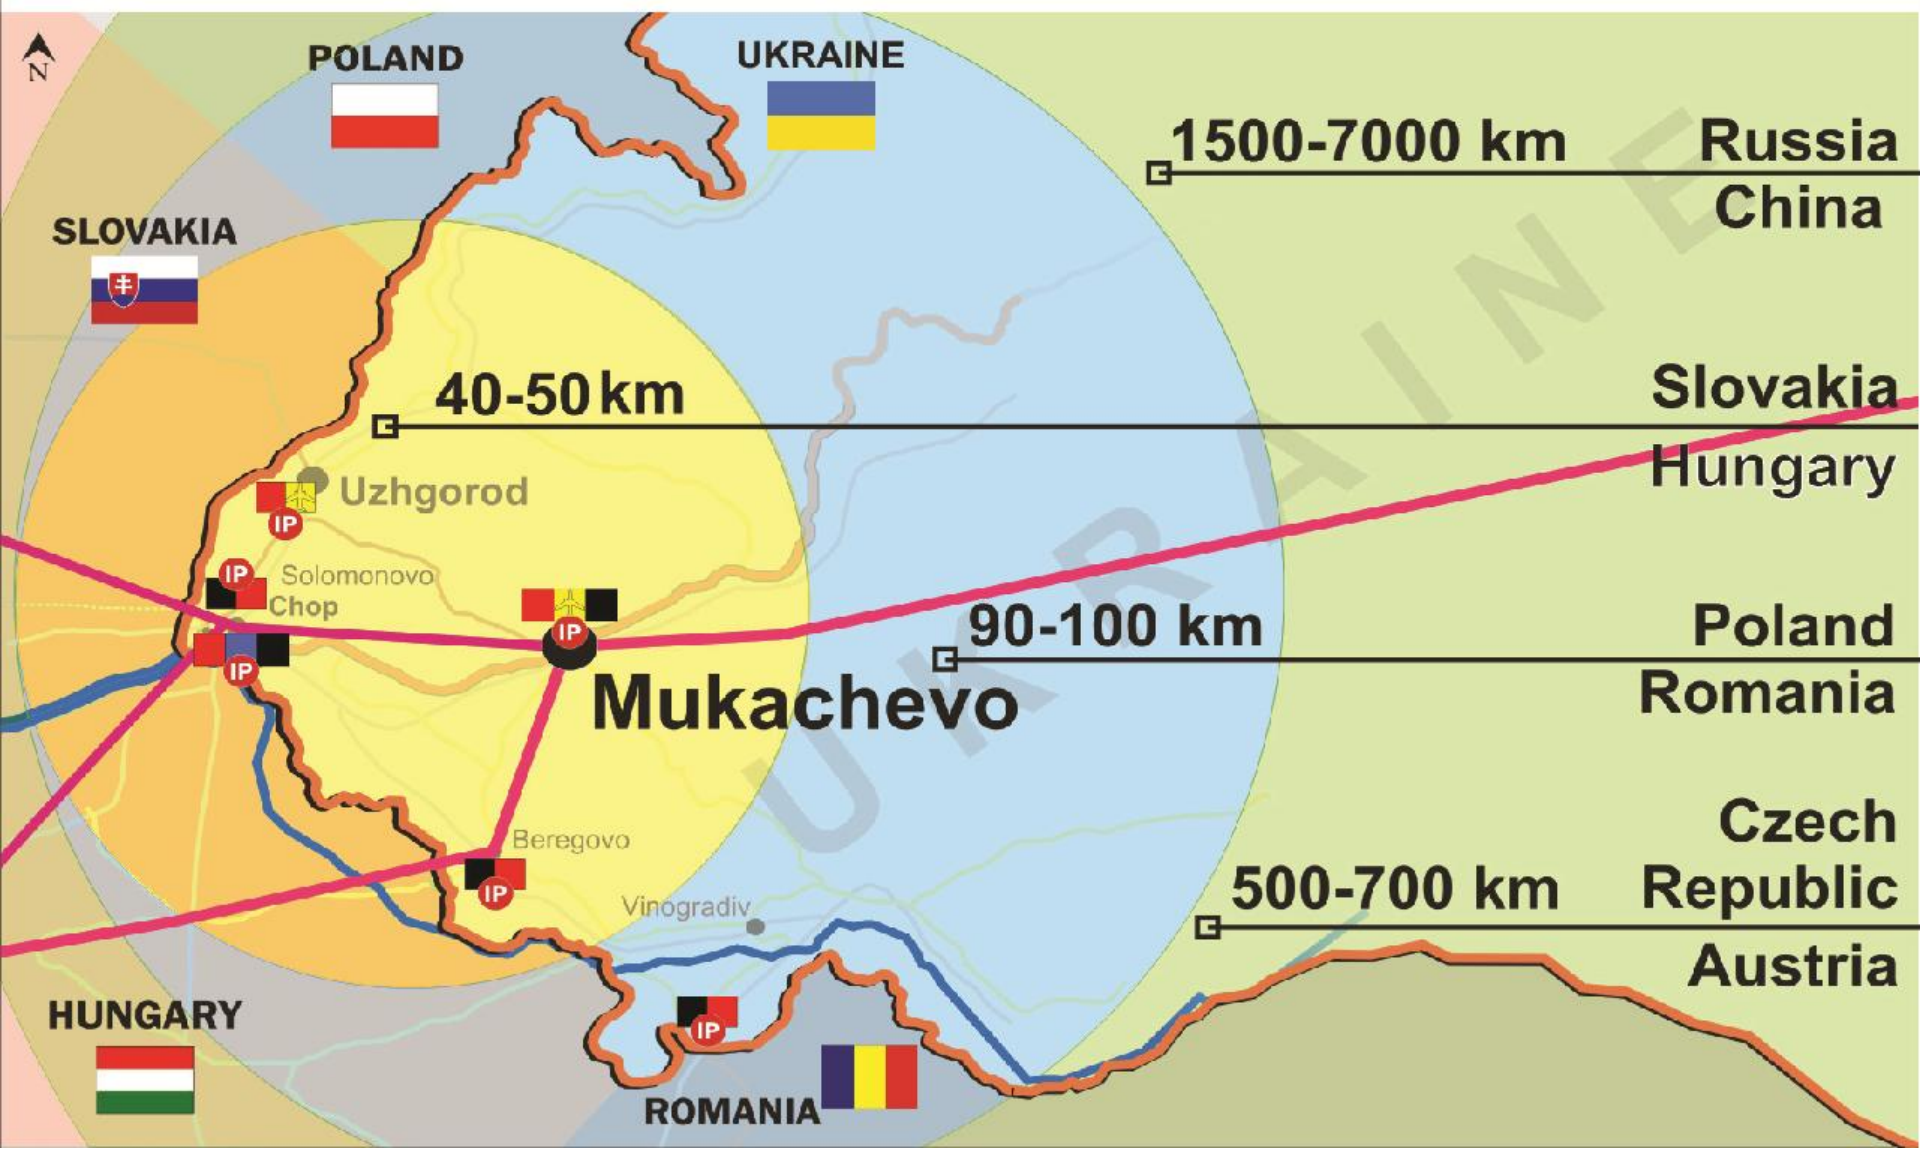 N
POLAND
UKRAINE
1500-7000 km
Russia
China
SLOVAKIA
40-50 km
Slovakia
Hungary
Uzhgorod
IP
IP
Solomonovo
Chop
IP
IP
Mukachevo
90-100 km
Poland
Romania
UKRAINE
Beregovo
IP
Vinogradiv
500-700 km
Czech
Republic
Austria
HUNGARY
IP
ROMANIA